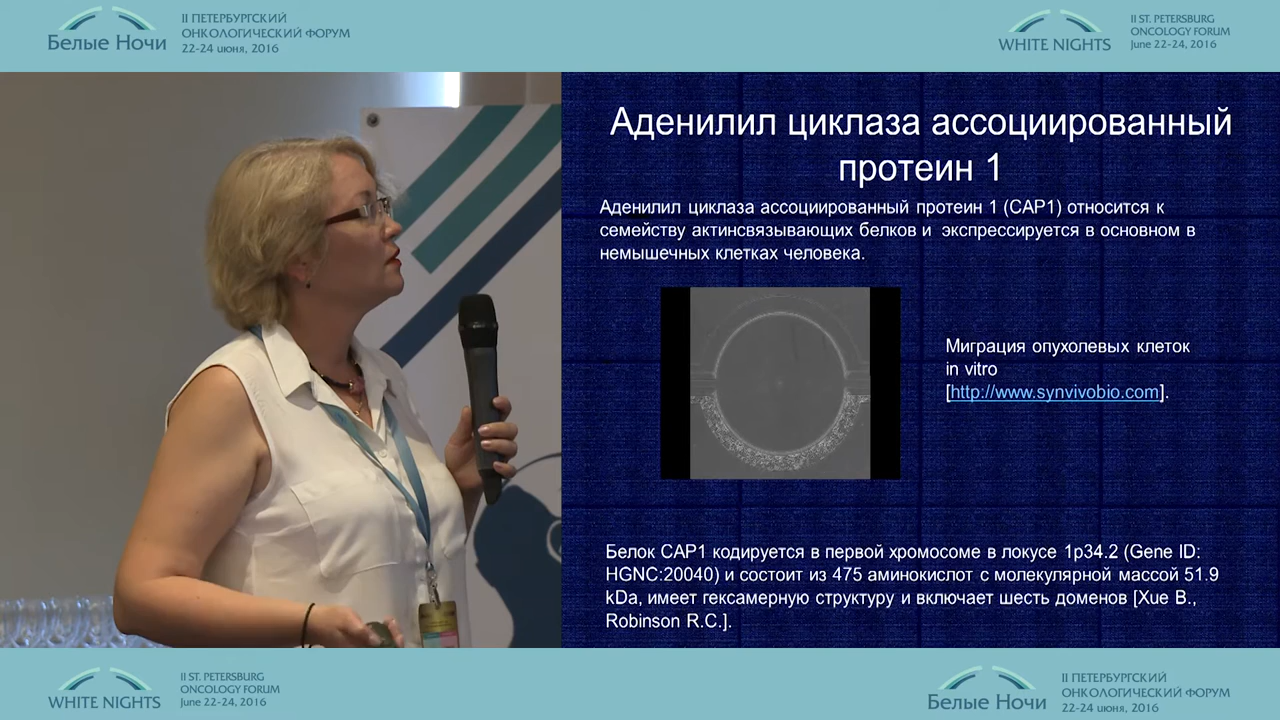 Белые Ночи
II ПЕТЕРБУРГСКИЙ
ОНКОЛОГИЧЕСКИЙ ФОРУМ
22-24 июня, 2016
WHITE NIGHTS
II ST. PETERSBURG
ONCOLOGY FORUM
June 22-24, 2016
Аденилил циклаза ассоциированный
протеин 1
Аденилил циклаза ассоциированный протеин 1 (CAP1) относится к
семейству актинсвязывающих белков и экспрессируется в основном в
немышечных клетках человека.
Миграция опухолевых клеток
in vitro
[http://www.synvivobio.com].
Белок CAP1 кодируется в первой хромосоме в локусе 1p34.2 (Gene ID:
HGNC:20040) и состоит из 475 аминокислот с молекулярной массой 51.9
kDa, имеет гексамерную структуру и включает шесть доменов [Xue B.,
Robinson R.C.].
WHITE NIGHTS
II ST. PETERSBURG
ONCOLOGY FORUM
June 22-24, 2016
Белые Ночи
II ПЕТЕРБУРГСКИЙ
ОНКОЛОГИЧЕСКИЙ ФОРУМ
22-24 июня, 2016